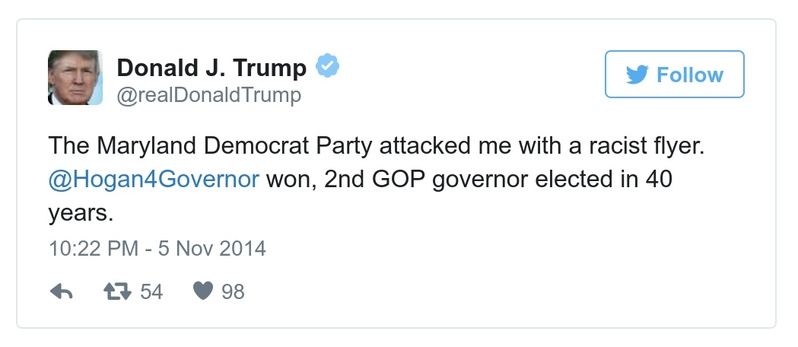 Donald J. Trump
@realDonaldTrump
Follow
The Maryland Democrat Party attacked me with a racist flyer.
@Hogan4Governor won, 2nd GOP governor elected in 40
years.
10:22 PM - 5 Nov 2014
54 98